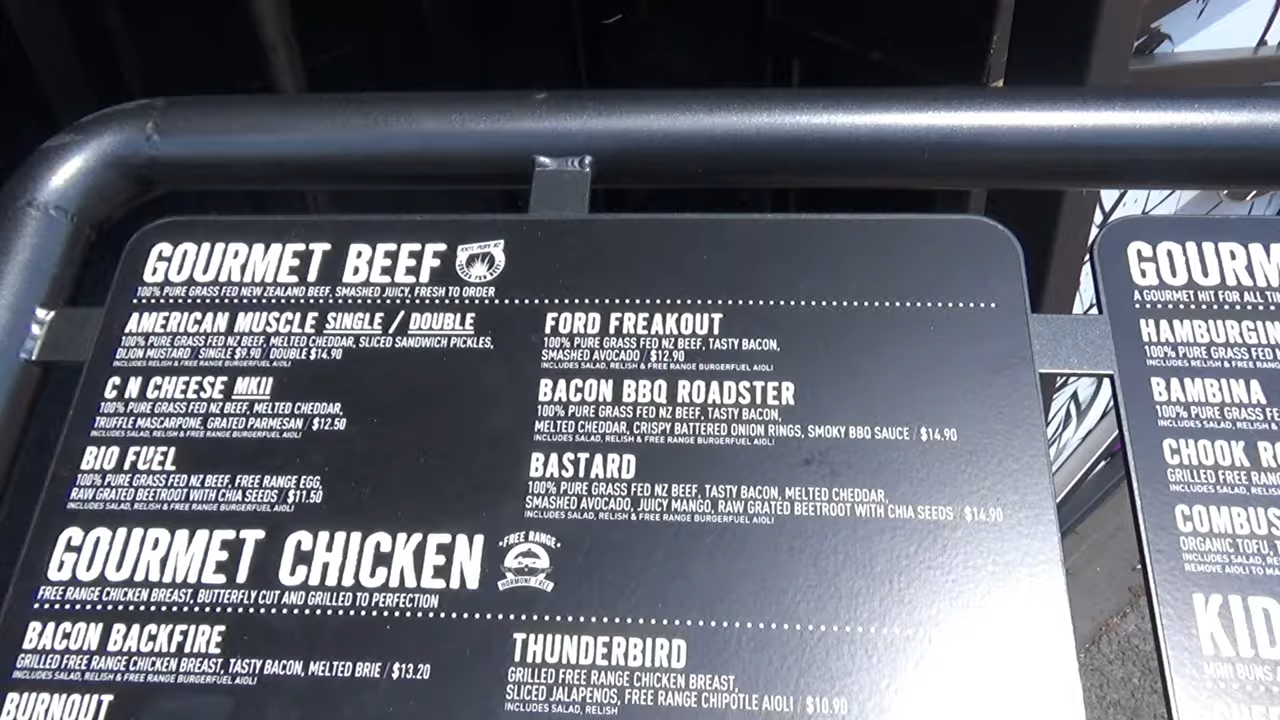 GOURMET BEEF
100% PURE GRASS FED NEW ZEALAND BEEF, SMASHED JUICY, FRESH TO ORDER
AMERICAN MUSCLE SINGLE / DOUBLE
100% PURE GRASS FED NZ BEEF, MELTED CHEDDAR, SLICED SANDWICH PICKLES,
DIJON MUSTARD / SINGLE $9.90 / DOUBLE $14.90
INCLUDES RELISH & FREE RANGE BURGERFUEL AIOLI
C N CHEESE MKII
100% PURE GRASS FED NZ BEEF, MELTED CHEDDAR,
TRUFFLE MASCARPONE, GRATED PARMESAN / $12.50
INCLUDES SALAD, RELISH & FREE RANGE BURGERFUEL AIOLI
BIO FUEL
100% PURE GRASS FED NZ BEEF, FREE RANGE EGG,
RAW GRATED BEETROOT WITH CHIA SEEDS / $11.50
INCLUDES SALAD, RELISH & FREE RANGE BURGERFUEL AIOLI
FORD FREAKOUT
100% PURE GRASS FED NZ BEEF, TASTY BACON,
SMASHED AVOCADO / $12.90
INCLUDES SALAD, RELISH & FREE RANGE BURGERFUEL AIOLI
BACON BBQ ROADSTER
100% PURE GRASS FED NZ BEEF, TASTY BACON,
MELTED CHEDDAR, CRISPY BATTERED ONION RINGS, SMOKY BBQ SAUCE / $14.90
INCLUDES SALAD, RELISH & FREE RANGE BURGERFUEL AIOLI
BASTARD
100% PURE GRASS FED NZ BEEF, TASTY BACON, MELTED CHEDDAR,
SMASHED AVOCADO, JUICY MANGO, RAW GRATED BEETROOT WITH CHIA SEEDS / $14.90
INCLUDES SALAD, RELISH & FREE RANGE BURGERFUEL AIOLI
GOURMET CHICKEN
FREE RANGE
HORMONE FREE
FREE RANGE CHICKEN BREAST, BUTTERFLY CUT AND GRILLED TO PERFECTION
BACON BACKFIRE
GRILLED FREE RANGE CHICKEN BREAST, TASTY BACON, MELTED BRIE / $13.20
INCLUDES SALAD, RELISH & FREE RANGE BURGERFUEL AIOLI
BURNOUT
THUNDERBIRD
GRILLED FREE RANGE CHICKEN BREAST,
SLICED JALAPENOS, FREE RANGE CHIPOTLE AIOLI / $10.90
INCLUDES SALAD, RELISH
GOURM
A GOURMET HIT FOR ALL
HAMBURGIN
100% PURE GRASS FED
BAMBINA
100% PURE GRASS FE
CHOOK
GRILLED FREE RAN
INCLUDES SALAD, RELIS
COMBUS
ORGANIC TOFU,
INCLUDES SALAD, RE
REMOVE AIOLI TO MA
KID
MINI BUNS